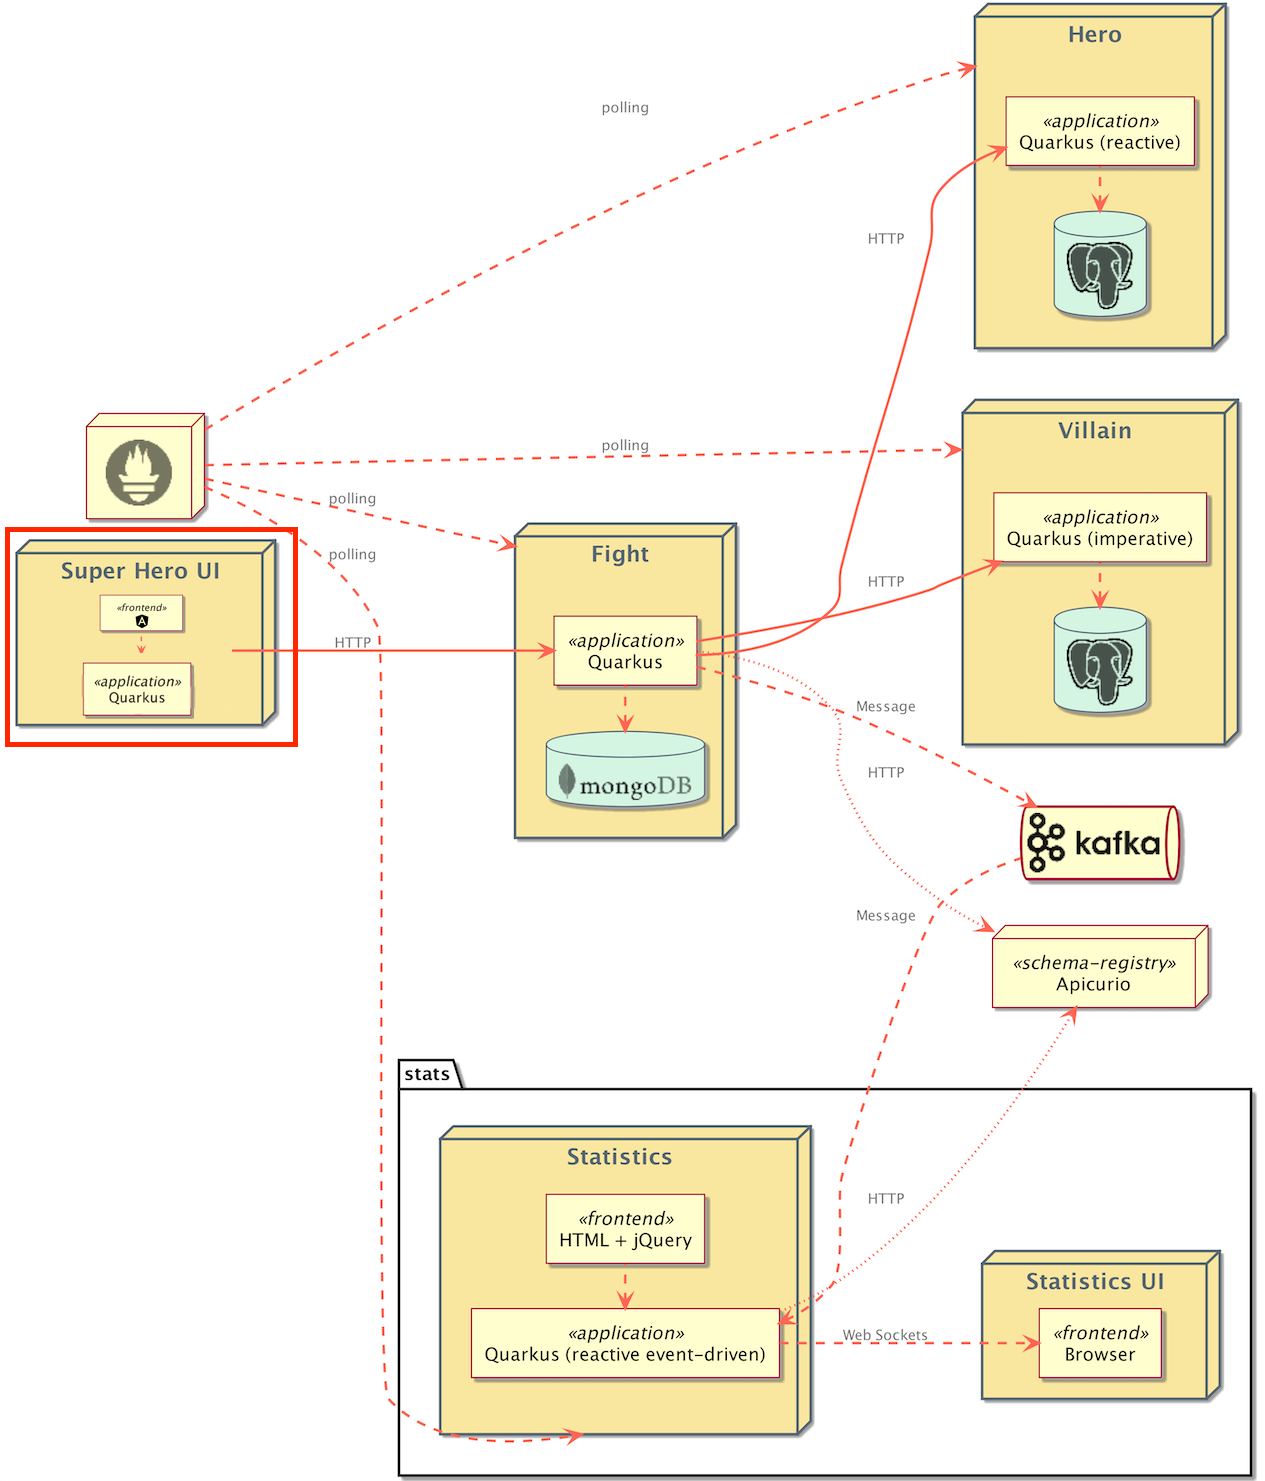 Hero
«application»
Quarkus (reactive)
polling
HTTP
Villain
«application»
Quarkus (imperative)
polling
polling
polling
HTTP
Super Hero UI
«frontend»
A
«application»
Quarkus
HTTP
Fight
«application»
Quarkus
mongoDB
Message
HTTP
kafka
Message
«schema-registry»
Apicurio
stats
Statistics
«frontend»
HTML + jQuery
«application»
Quarkus (reactive event-driven)
HTTP
Web Sockets
Statistics UI
«frontend»
Browser